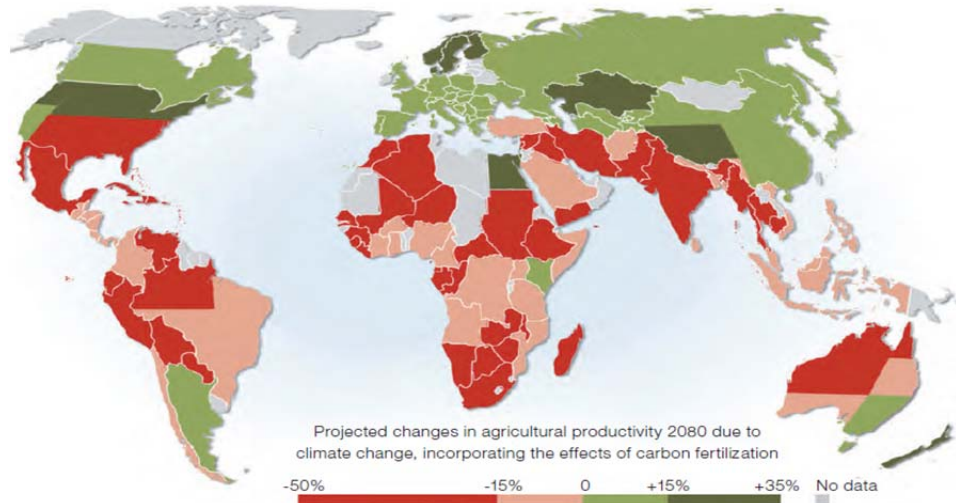 Projected changes in agricultural productivity 2080 due to
climate change, incorporating the effects of carbon fertilization
-50% -15% 0 +15% +35% No data